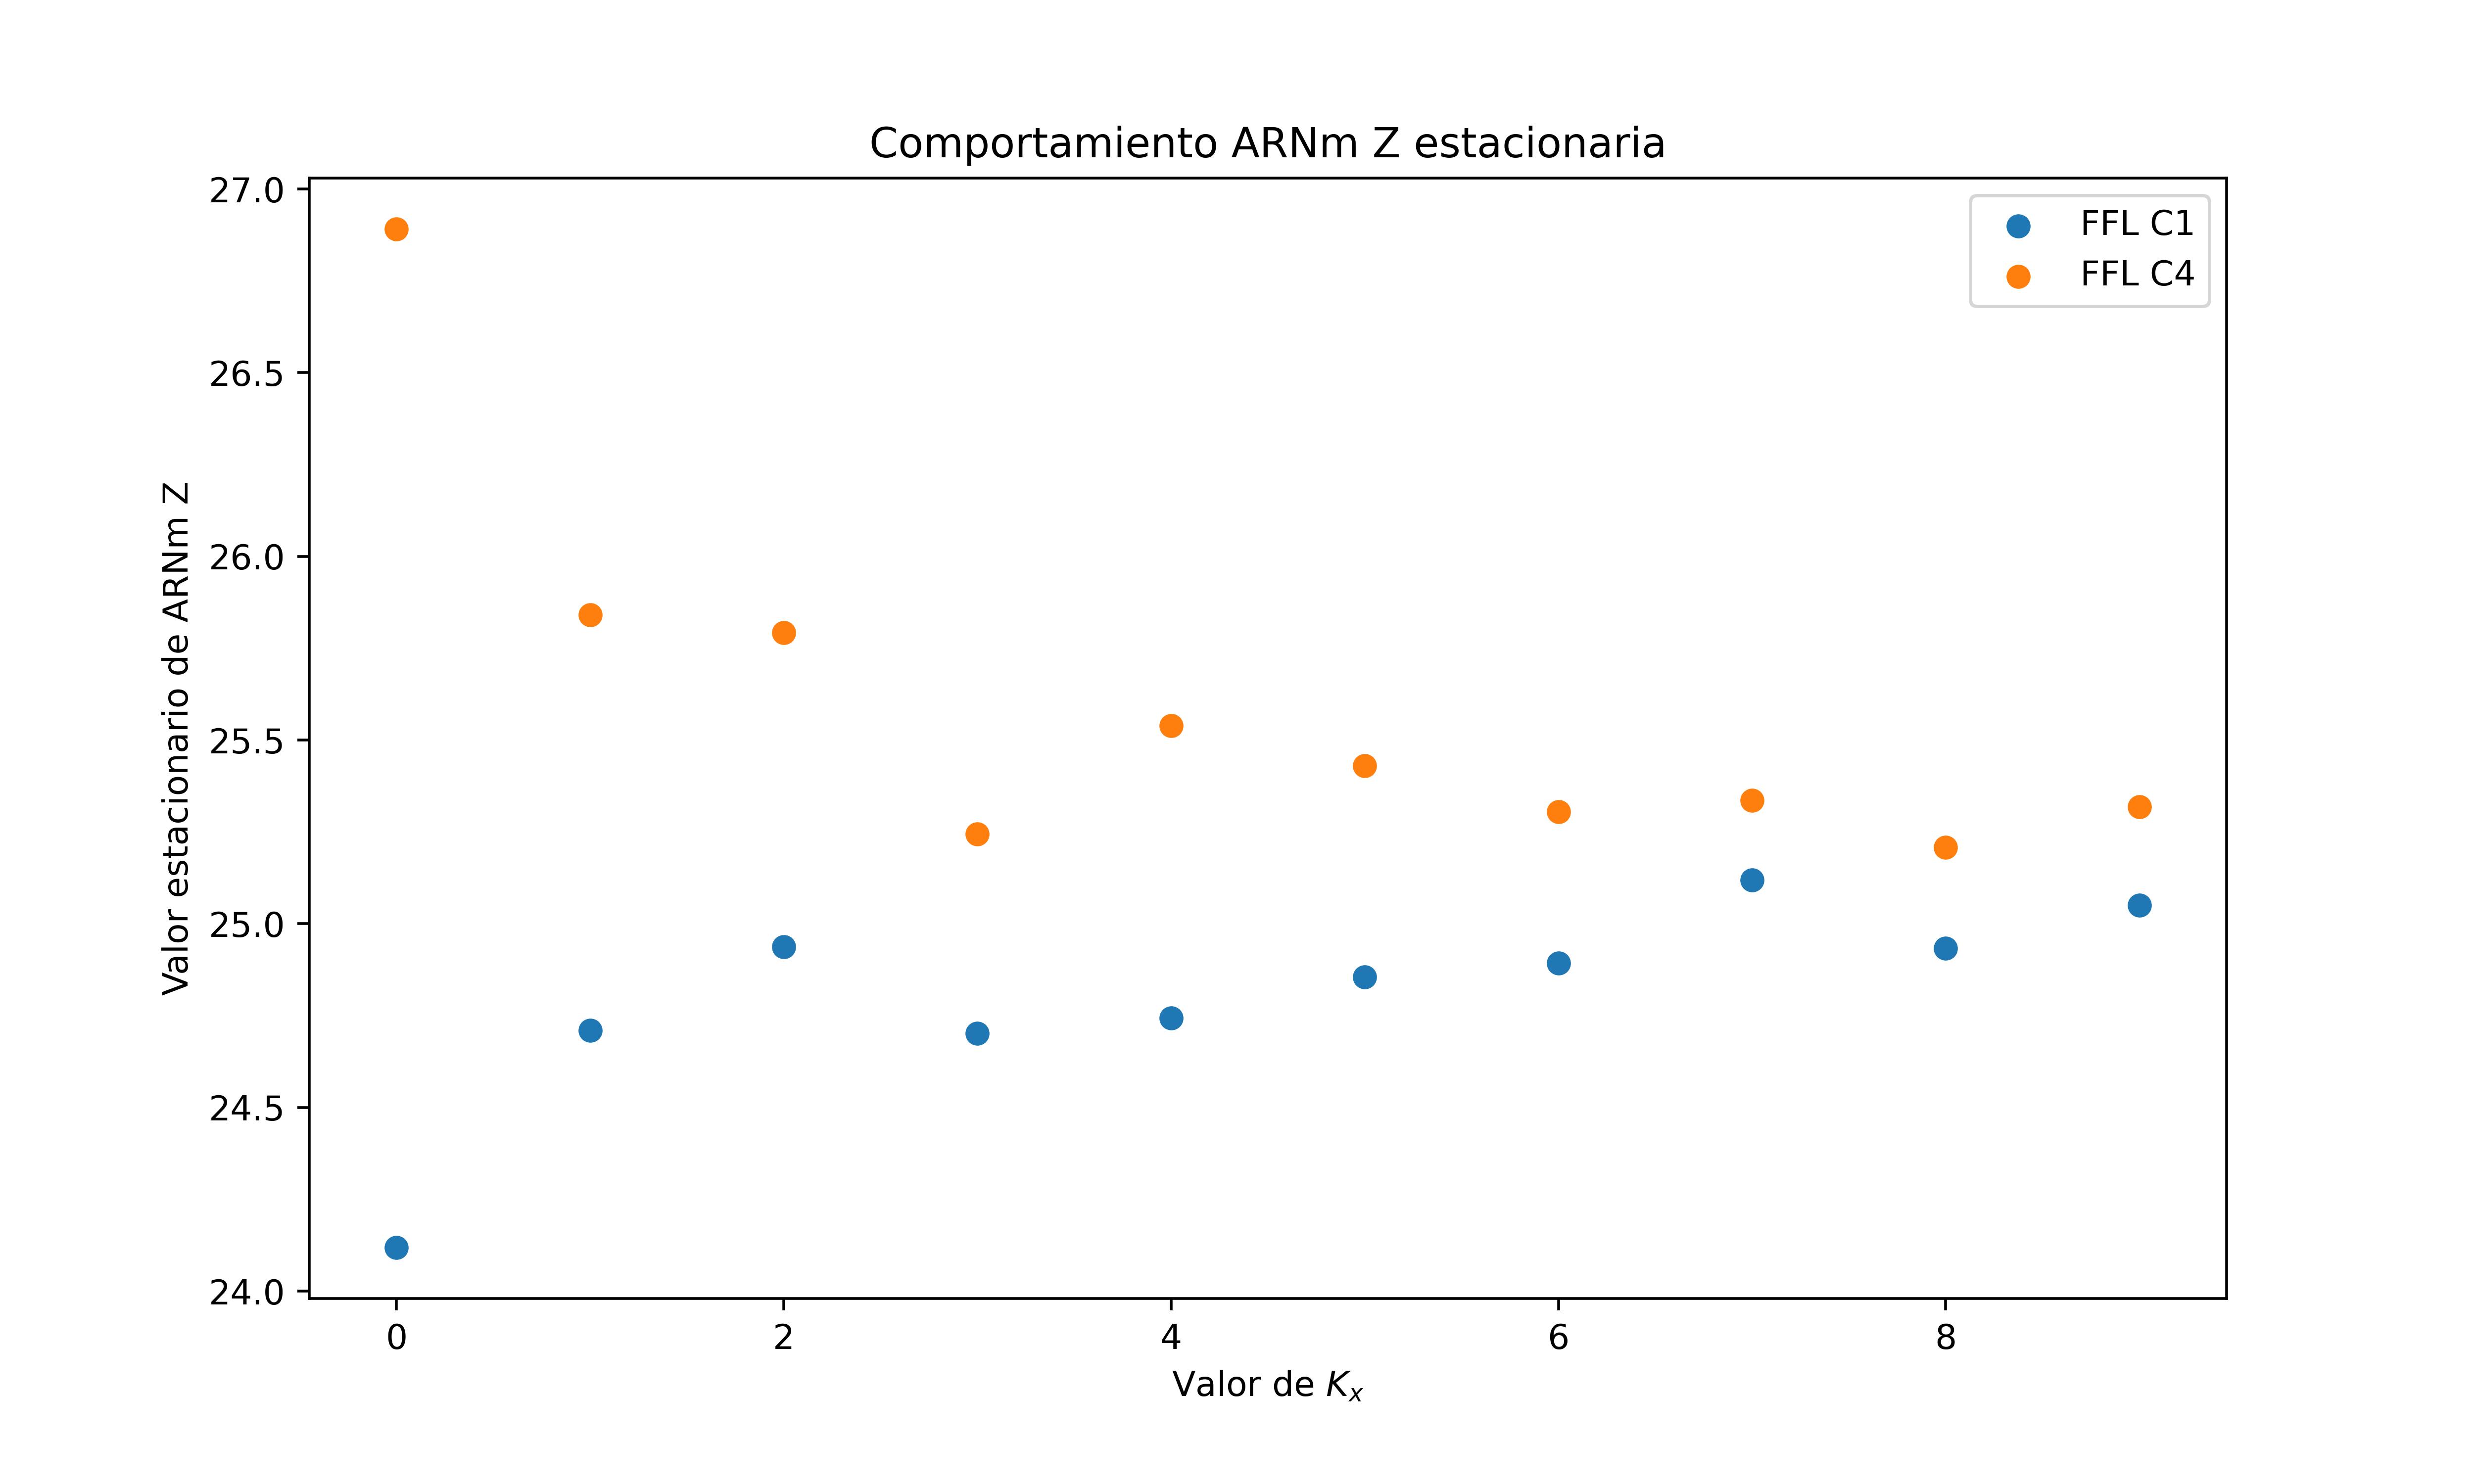 Comportamiento ARNm Z estacionaria
27.0
26.5
26.0
25.5
25.0
24.5
24.0
Valor estacionario de ARNm Z
FFL C1
FFL C4
0 2 4 6 8
Valor de Kₓ